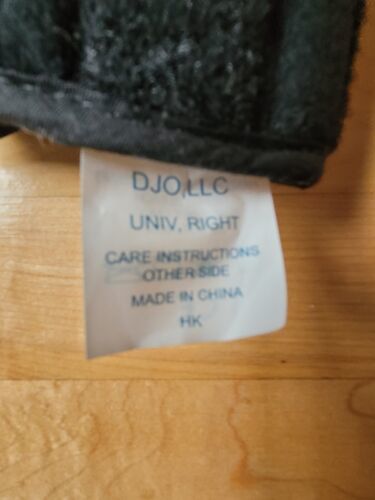 DJO,LLC
UNIV, RIGHT
CARE INSTRUCTIONS
OTHER SIDE
MADE IN CHINA
HK